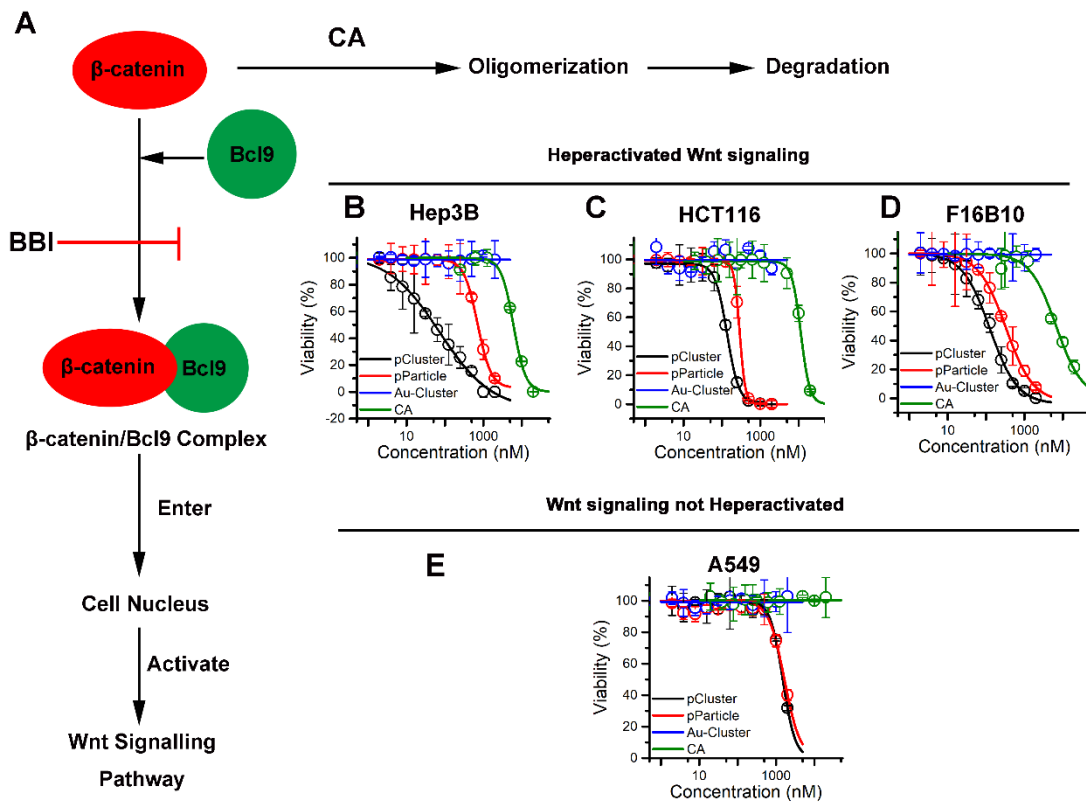 A
β-catenin
CA
Oligomerization
Degradation
Bcl9
BBI
β-catenin
Bcl9
β-catenin/Bcl9 Complex
Enter
Cell Nucleus
Activate
Wnt Signalling
Pathway
Heperactivated Wnt signaling
B
Hep3B
Viability (%)
100
80
60
40
20
0
-20
pCluster
pParticle
Au-Cluster
CA
10
1000
Concentration (nM)
C
HCT116
Viability (%)
100
80
60
40
20
0
pCluster
pParticle
Au-Cluster
CA
10
1000
Concentration (nM)
D
F16B10
Viability (%)
100
80
60
40
20
0
pCluster
pParticle
Au-Cluster
CA
10
1000
Concentration (nM)
Wnt signaling not Heperactivated
E
A549
Viability (%)
100
80
60
40
20
0
pCluster
pParticle
Au-Cluster
CA
10
1000
Concentration (nM)